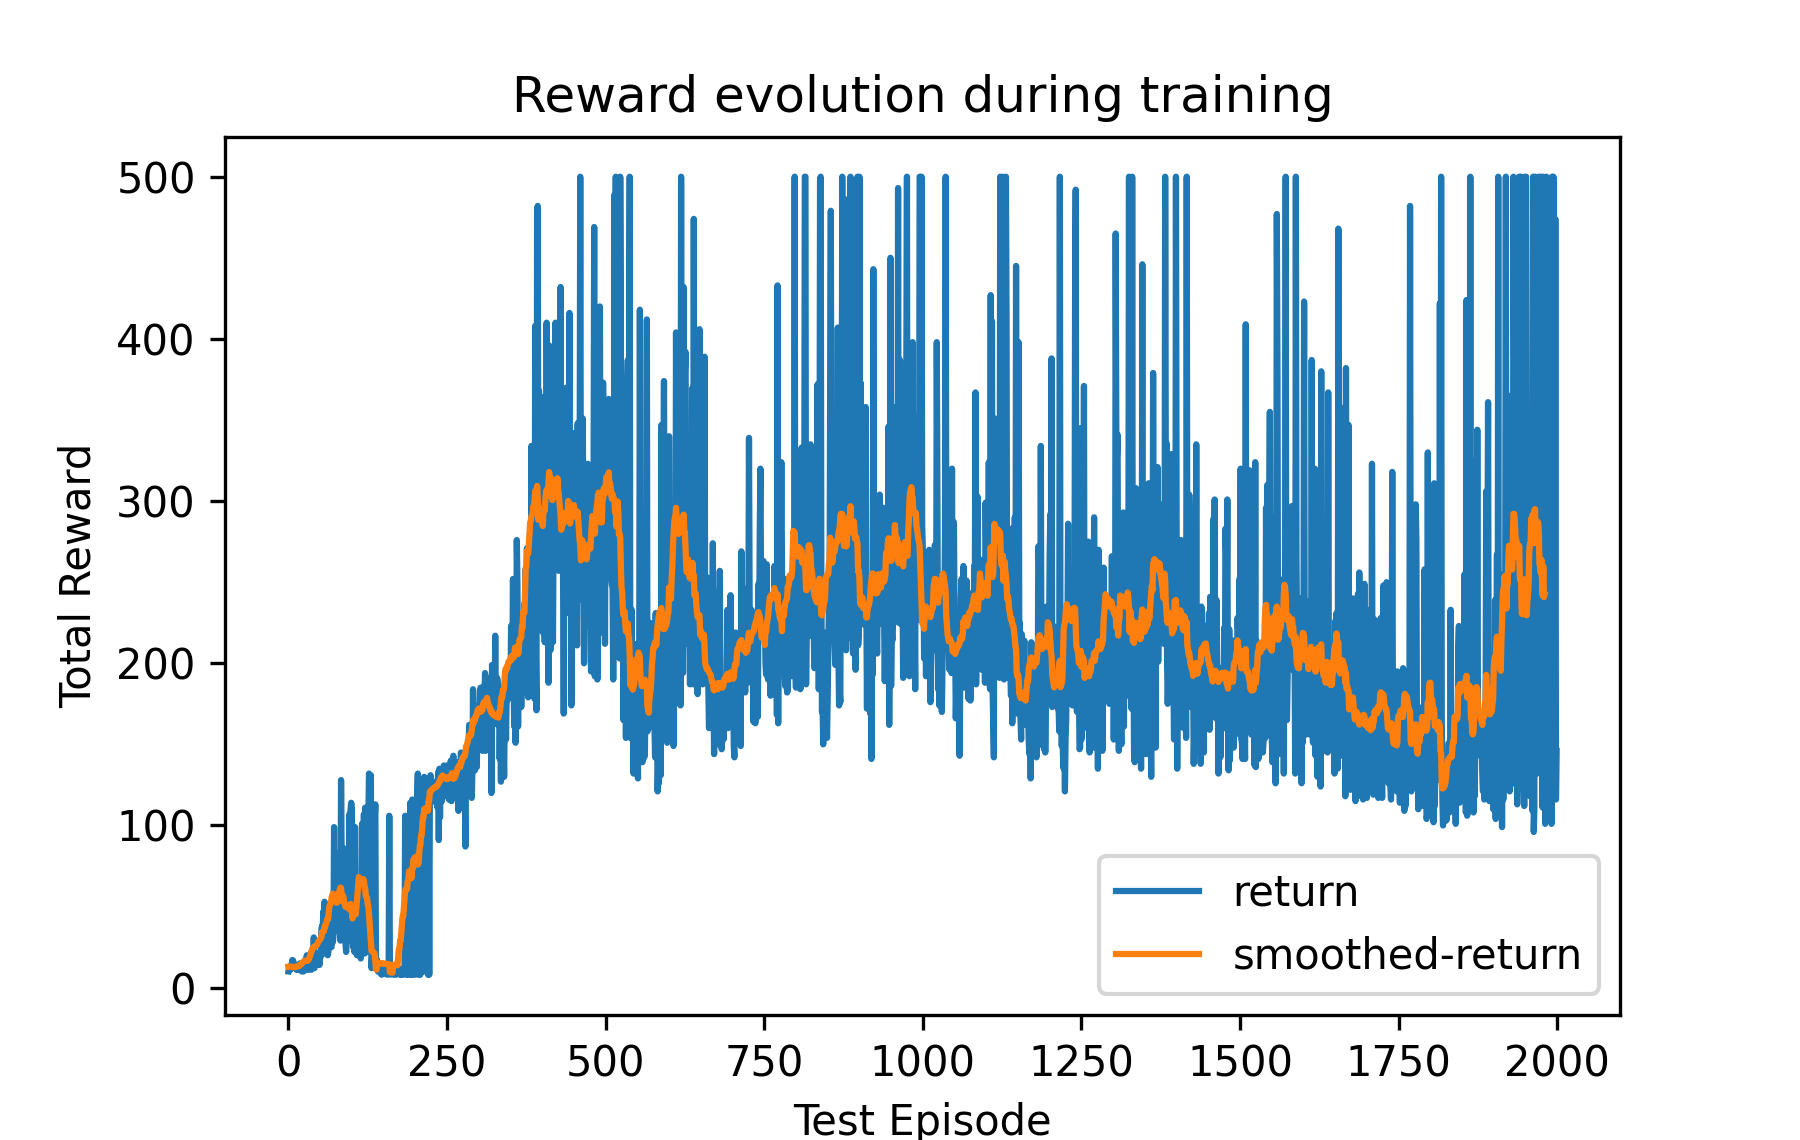 Reward evolution during training
Total Reward
500
400
300
200
100
0
0 250 500 750 1000 1250 1500 1750 2000
Test Episode
return
smoothed-return